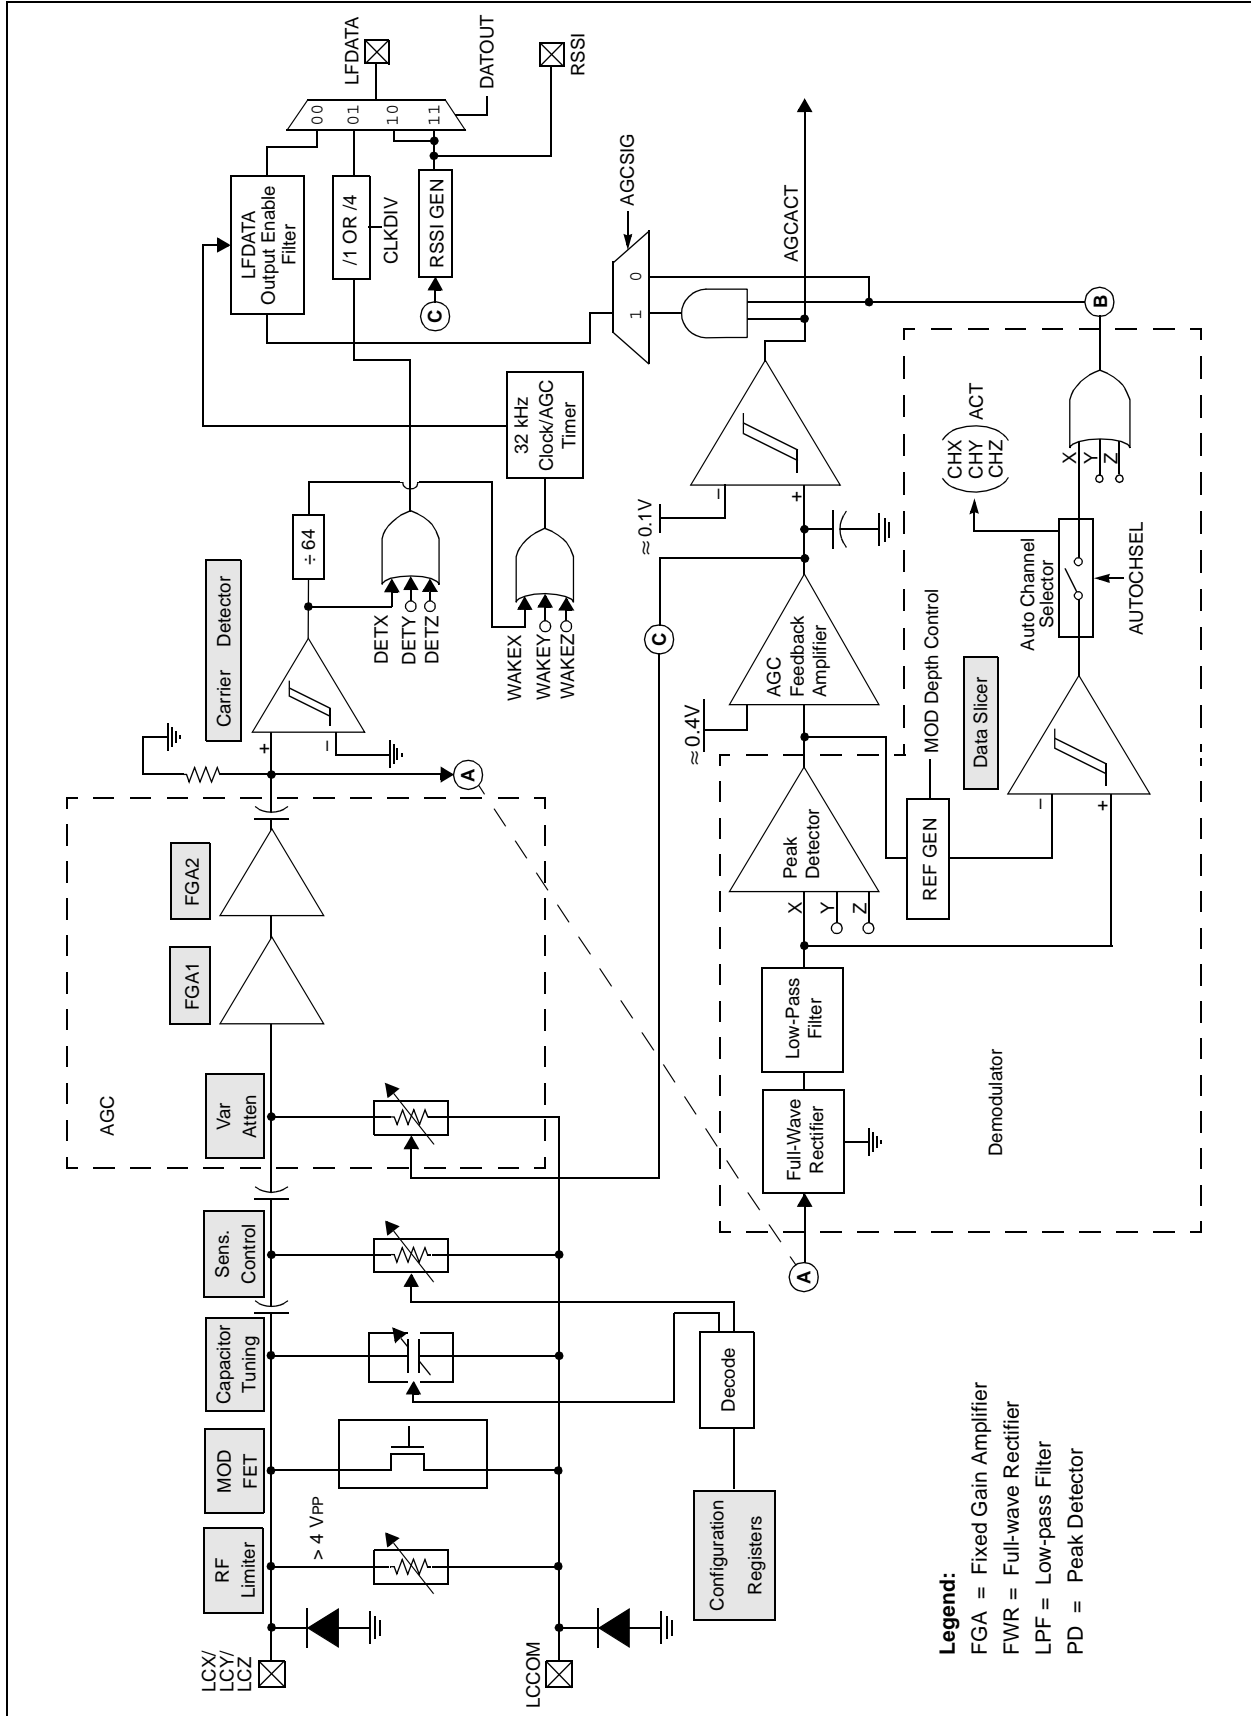 LCX/
LCY/
LCZ
LCCOM
RF
Limiter
> 4 VPP
MOD
FET
Capacitor
Tuning
Sens.
Control
Var
Atten
AGC
FGA1
FGA2
A
+
−
Carrier Detector
÷ 64
DETX
DETY
DETZ
WAKEX
WAKEY
WAKEZ
32 kHz
Clock/AGC
Timer
LFDATA
Output Enable
Filter
/1 OR /4
CLKDIV
C
RSSI GEN
00
01
10
11
LFDATA
DATOUT
RSSI
Configuration
Registers
Decode
C
≈ 0.1V
−
+
1
0
AGCSIG
AGCACT
≈ 0.4V
AGC
Feedback
Amplifier
Peak
Detector
X
Y
Z
Low-Pass
Filter
Full-Wave
Rectifier
A
Demodulator
REF GEN
MOD Depth Control
Data Slicer
−
+
Auto Channel
Selector
AUTOCHSEL
(CHX
CHY
CHZ) ACT
X
Y
Z
B
Legend:
FGA = Fixed Gain Amplifier
FWR = Full-wave Rectifier
LPF = Low-pass Filter
PD = Peak Detector